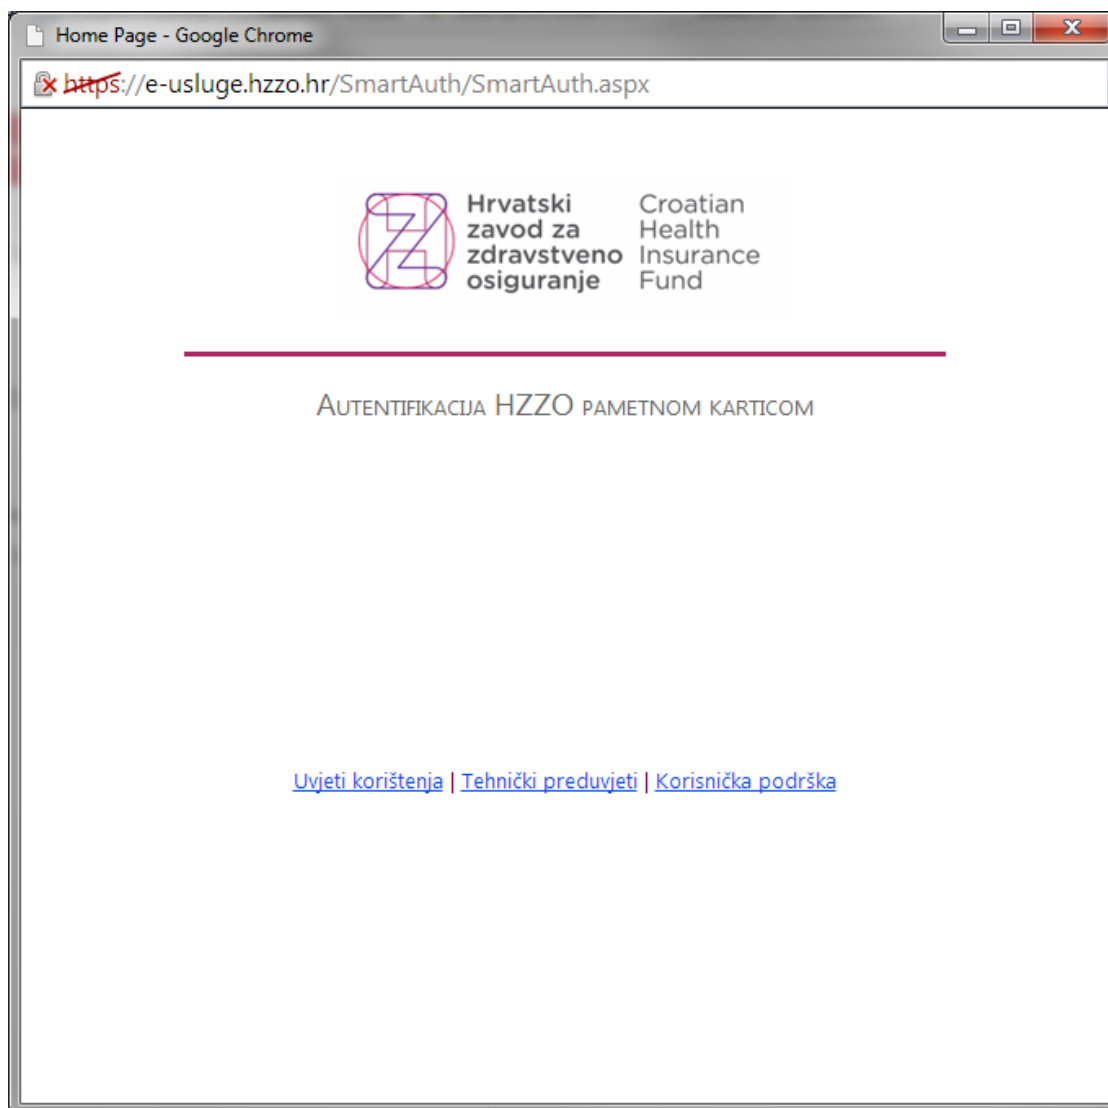 Home Page - Google Chrome
https://e-usluge.hzzo.hr/SmartAuth/SmartAuth.aspx
Hrvatski zavod za zdravstveno osiguranje
Croatian Health Insurance Fund
Autentifikacija HZZO pametnom karticom
Uvjeti korištenja | Tehnički preduvjeti | Korisnička podrška